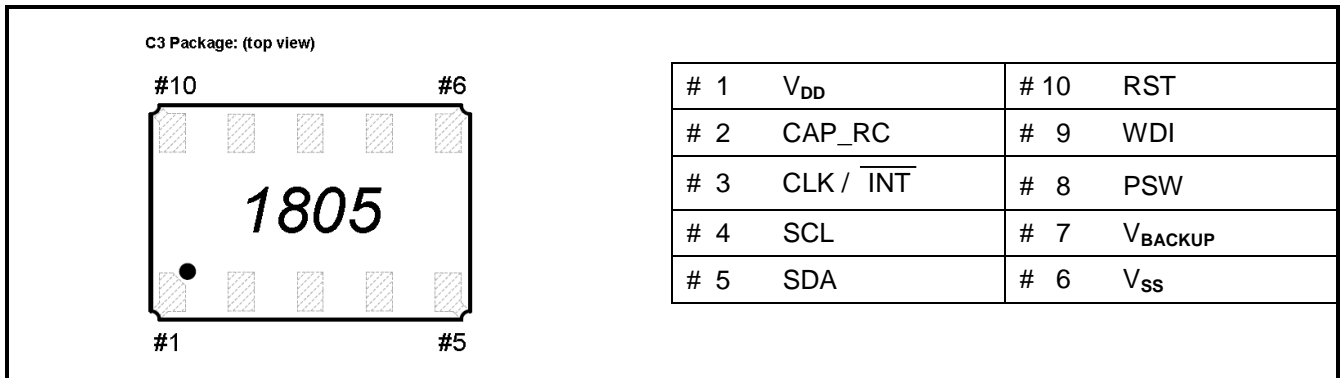 C3 Package: (top view)
#10 #6
1805
#1 #5
# 1 VDD # 10 RST
# 2 CAP_RC # 9 WDI
# 3 CLK / INT # 8 PSW
# 4 SCL # 7 VBACKUP
# 5 SDA # 6 VSS